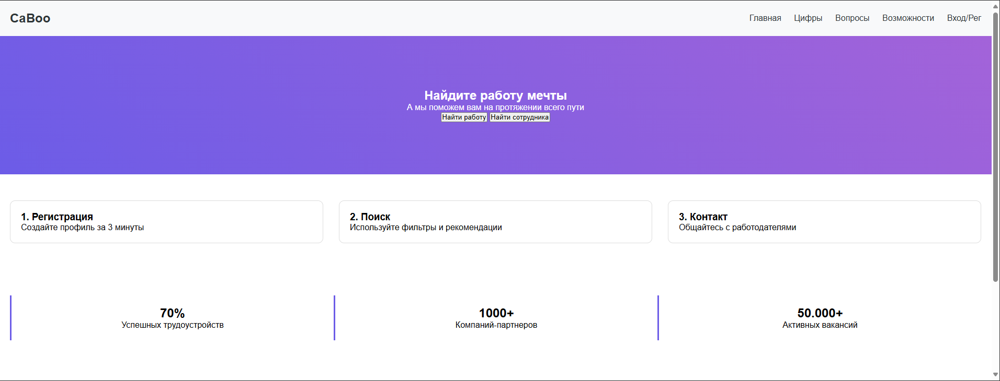 CaBoo
Главная Цифры Вопросы Возможности Вход/Рег
Найдите работу мечты
А мы поможем вам на протяжении всего пути
Найти работу Найти сотрудника
1. Регистрация
Создайте профиль за 3 минуты
2. Поиск
Используйте фильтры и рекомендации
3. Контакт
Общайтесь с работодателями
70%
Успешных трудоустройств
1000+
Компаний-партнеров
50.000+
Активных вакансий